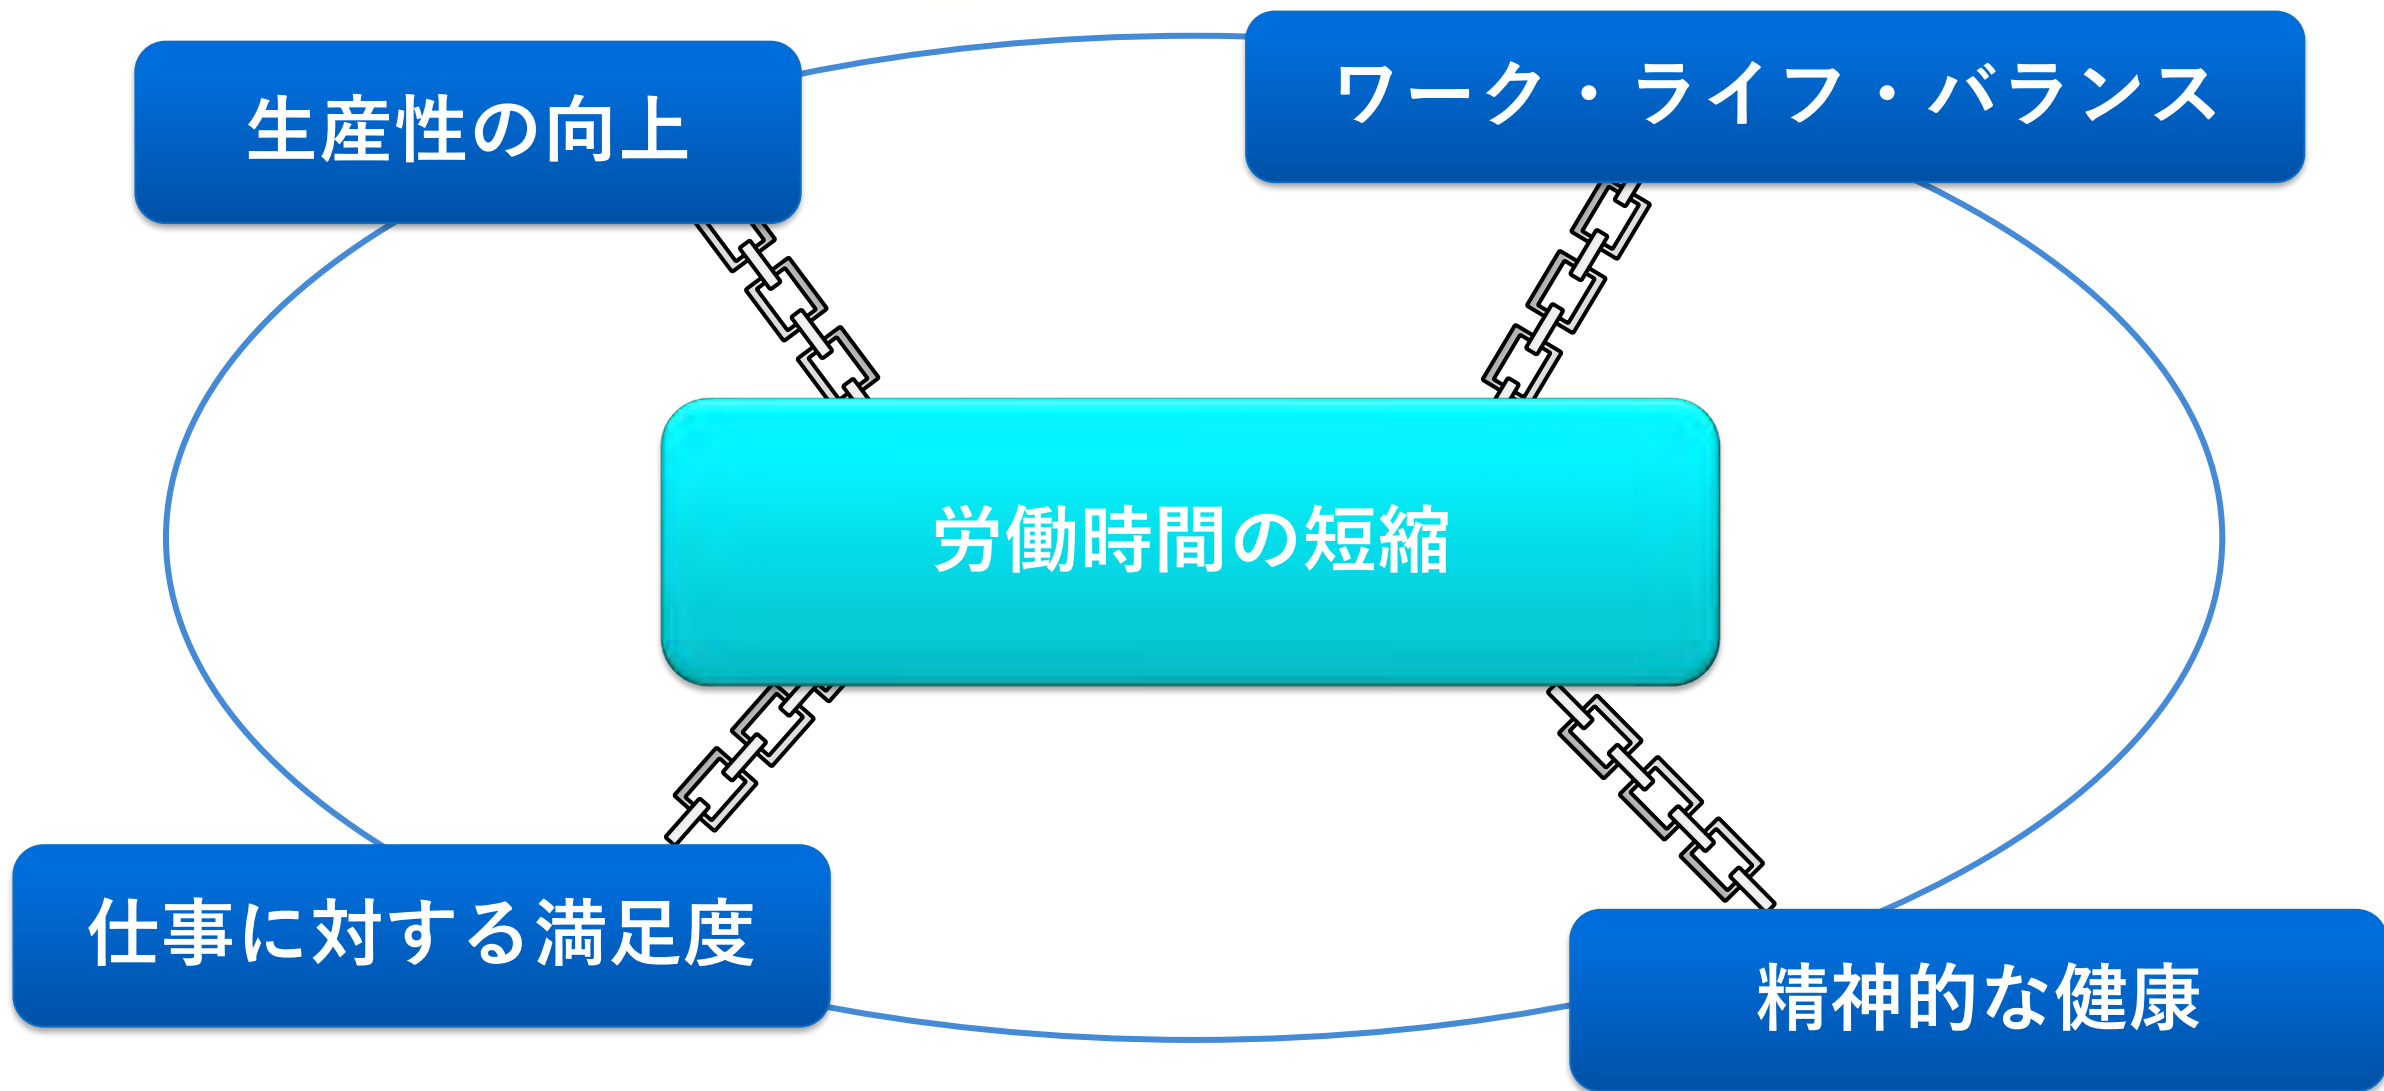 生産性の向上
ワーク・ライフ・バランス
労働時間の短縮
仕事に対する満足度
精神的な健康